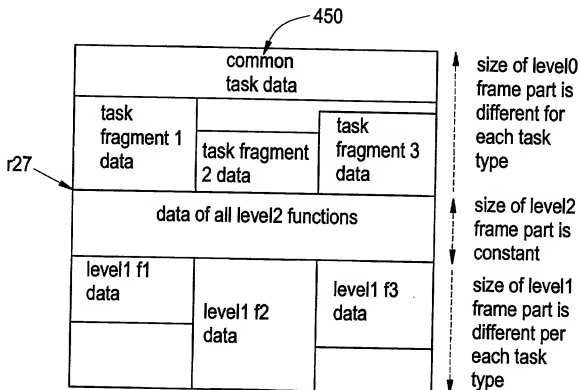 450
common
task data
task
fragment 1
data
task fragment
2 data
task
fragment 3
data
size of level0
frame part is
different for
each task
type
r27
data of all level2 functions
size of level2
frame part is
constant
level1 f1
data
level1 f2
data
level1 f3
data
size of level1
frame part is
different per
each task
type